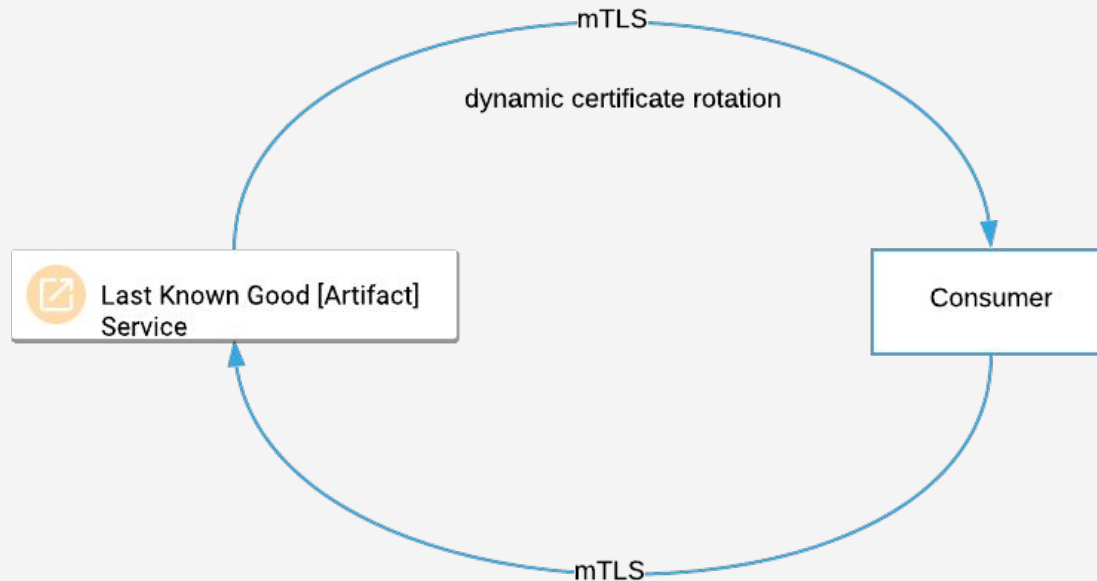 mTLS
dynamic certificate rotation
Last Known Good [Artifact]
Service
Consumer
mTLS